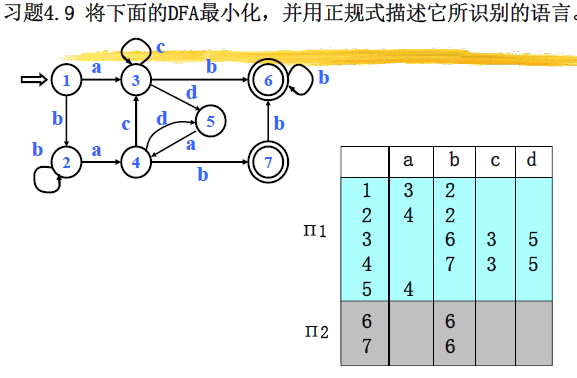 习题4.9 将下面的DFA最小化，并用正规式描述它所识别的语言。
c
1 a 3 b 6 b
d
b c d 5
a
b 2 a 4 b 7 b
a b c d
Π1
1 3 2
2 4 2
3 6 3 5
4 7 3 5
5 4
Π2
6 6
7 6